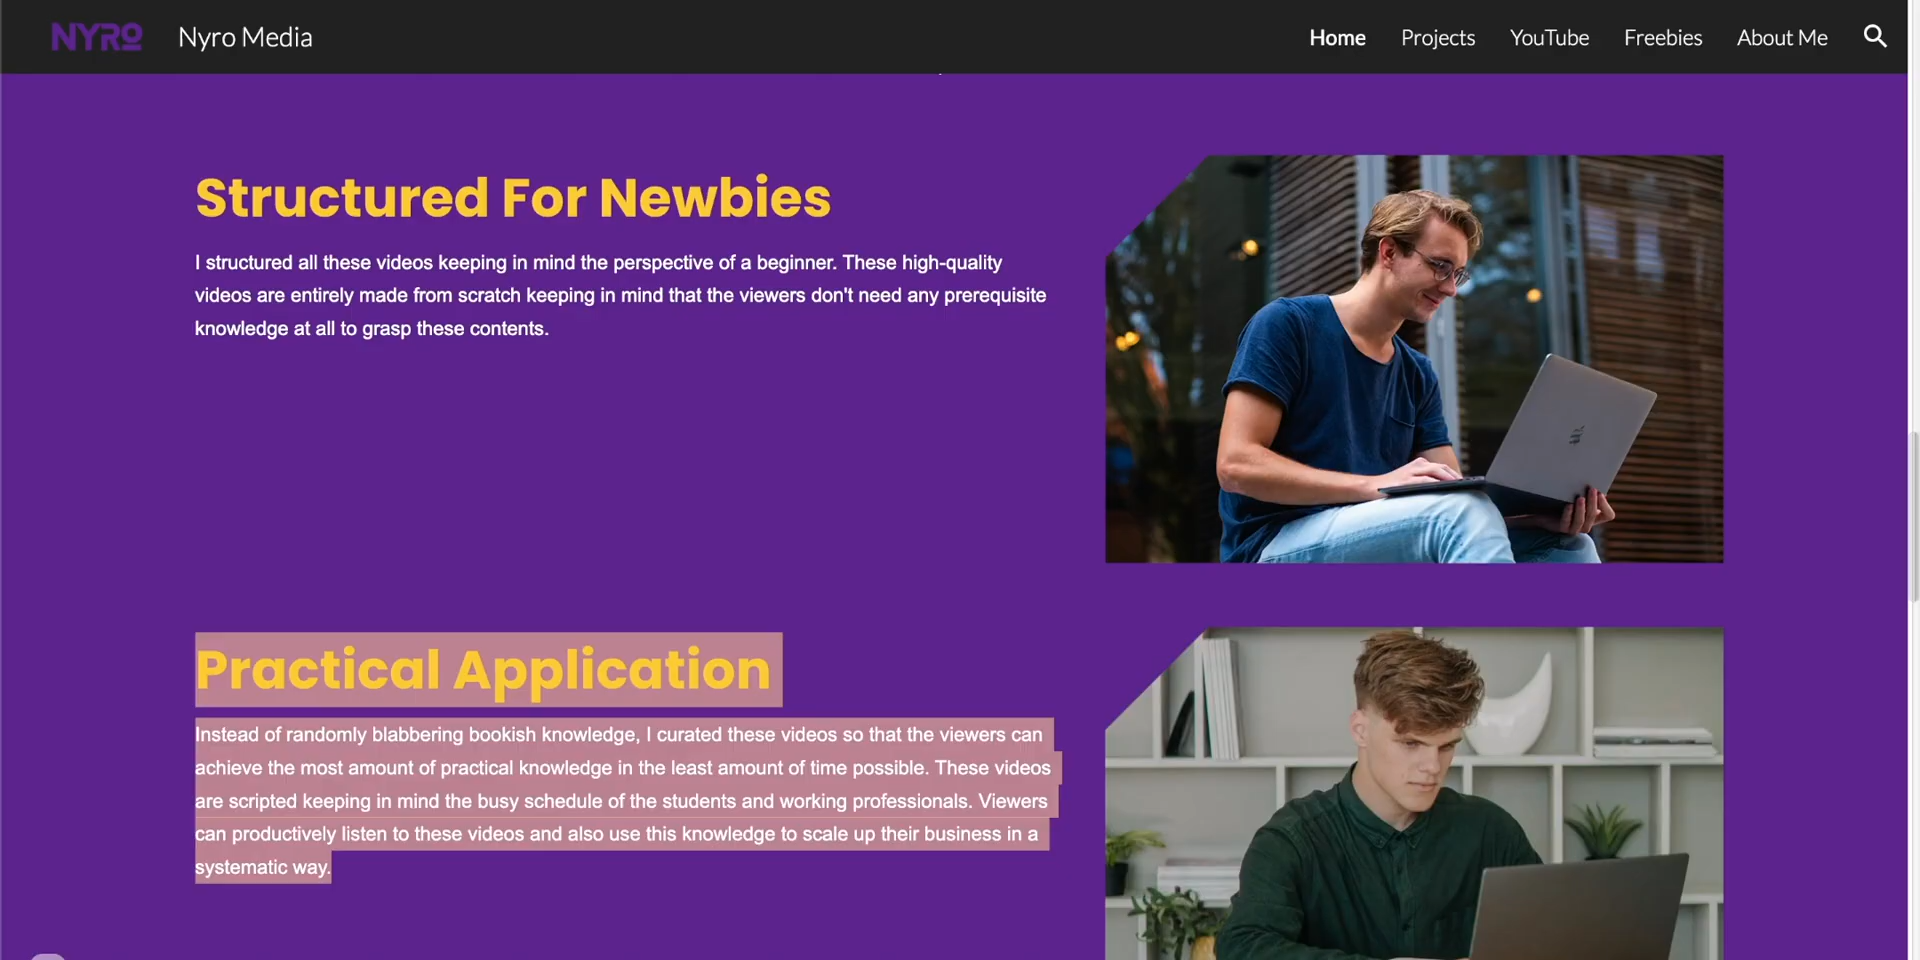 NYRO Nyro Media Home Projects YouTube Freebies About Me
Structured For Newbies
I structured all these videos keeping in mind the perspective of a beginner. These high-quality
videos are entirely made from scratch keeping in mind that the viewers don't need any prerequisite
knowledge at all to grasp these contents.
Practical Application
Instead of randomly blabbering bookish knowledge, I curated these videos so that the viewers can
achieve the most amount of practical knowledge in the least amount of time possible. These videos
are scripted keeping in mind the busy schedule of the students and working professionals. Viewers
can productively listen to these videos and also use this knowledge to scale up their business in a
systematic way.